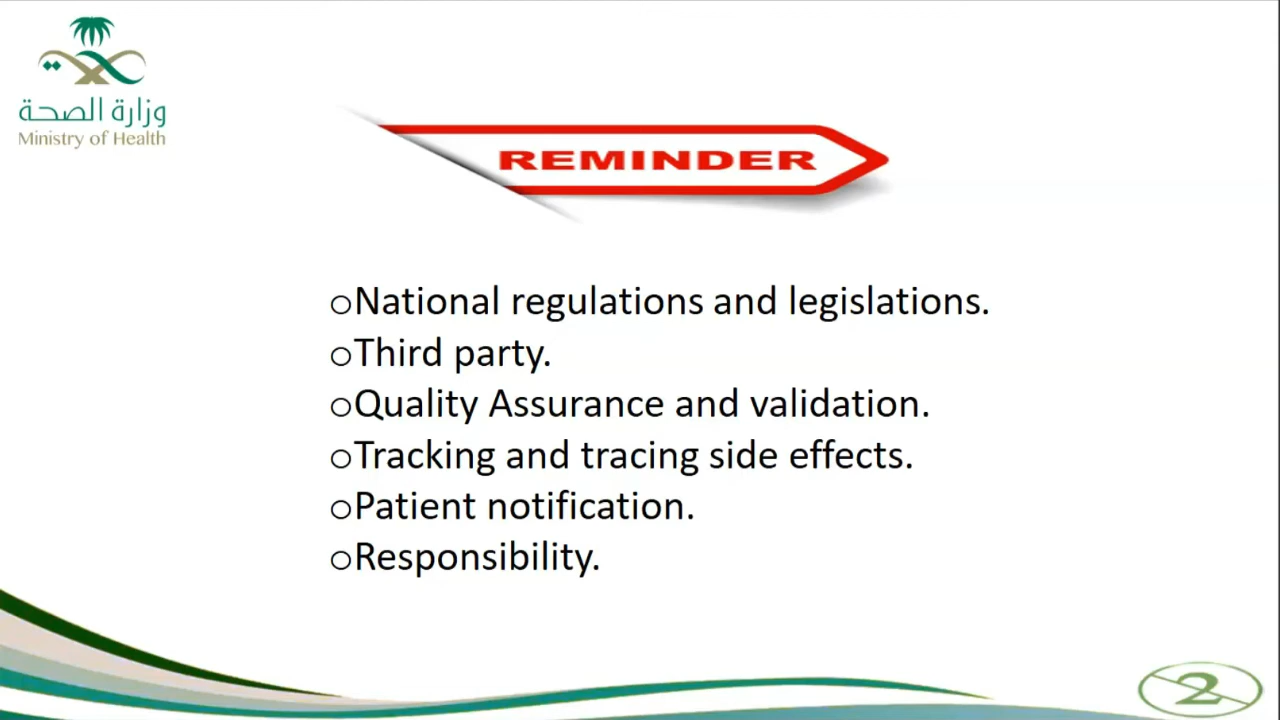 وزارة الصحة
Ministry of Health
REMINDER
oNational regulations and legislations.
oThird party.
oQuality Assurance and validation.
oTracking and tracing side effects.
oPatient notification.
oResponsibility.
2